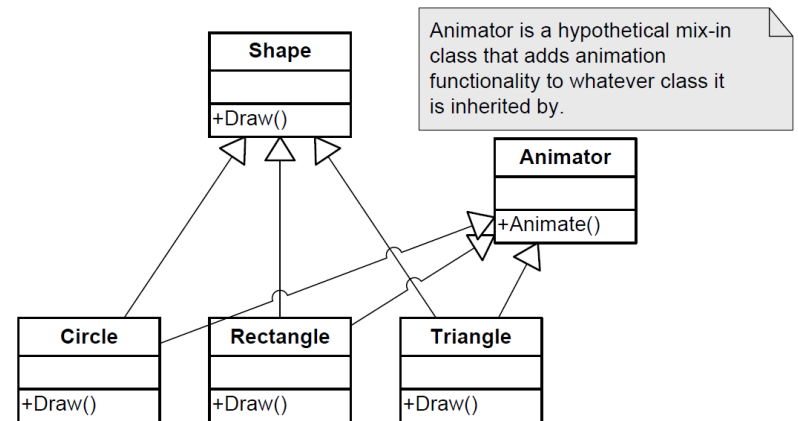 Shape
+Draw()
Animator is a hypothetical mix-in
class that adds animation
functionality to whatever class it
is inherited by.
Animator
+Animate()
Circle
+Draw()
Rectangle
+Draw()
Triangle
+Draw()